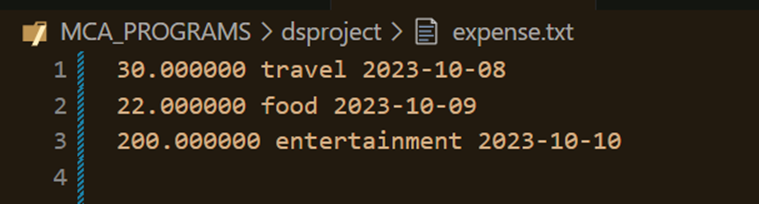 MCA_PROGRAMS > dsproject > expense.txt
1 30.000000 travel 2023-10-08
2 22.000000 food 2023-10-09
3 200.000000 entertainment 2023-10-10
4